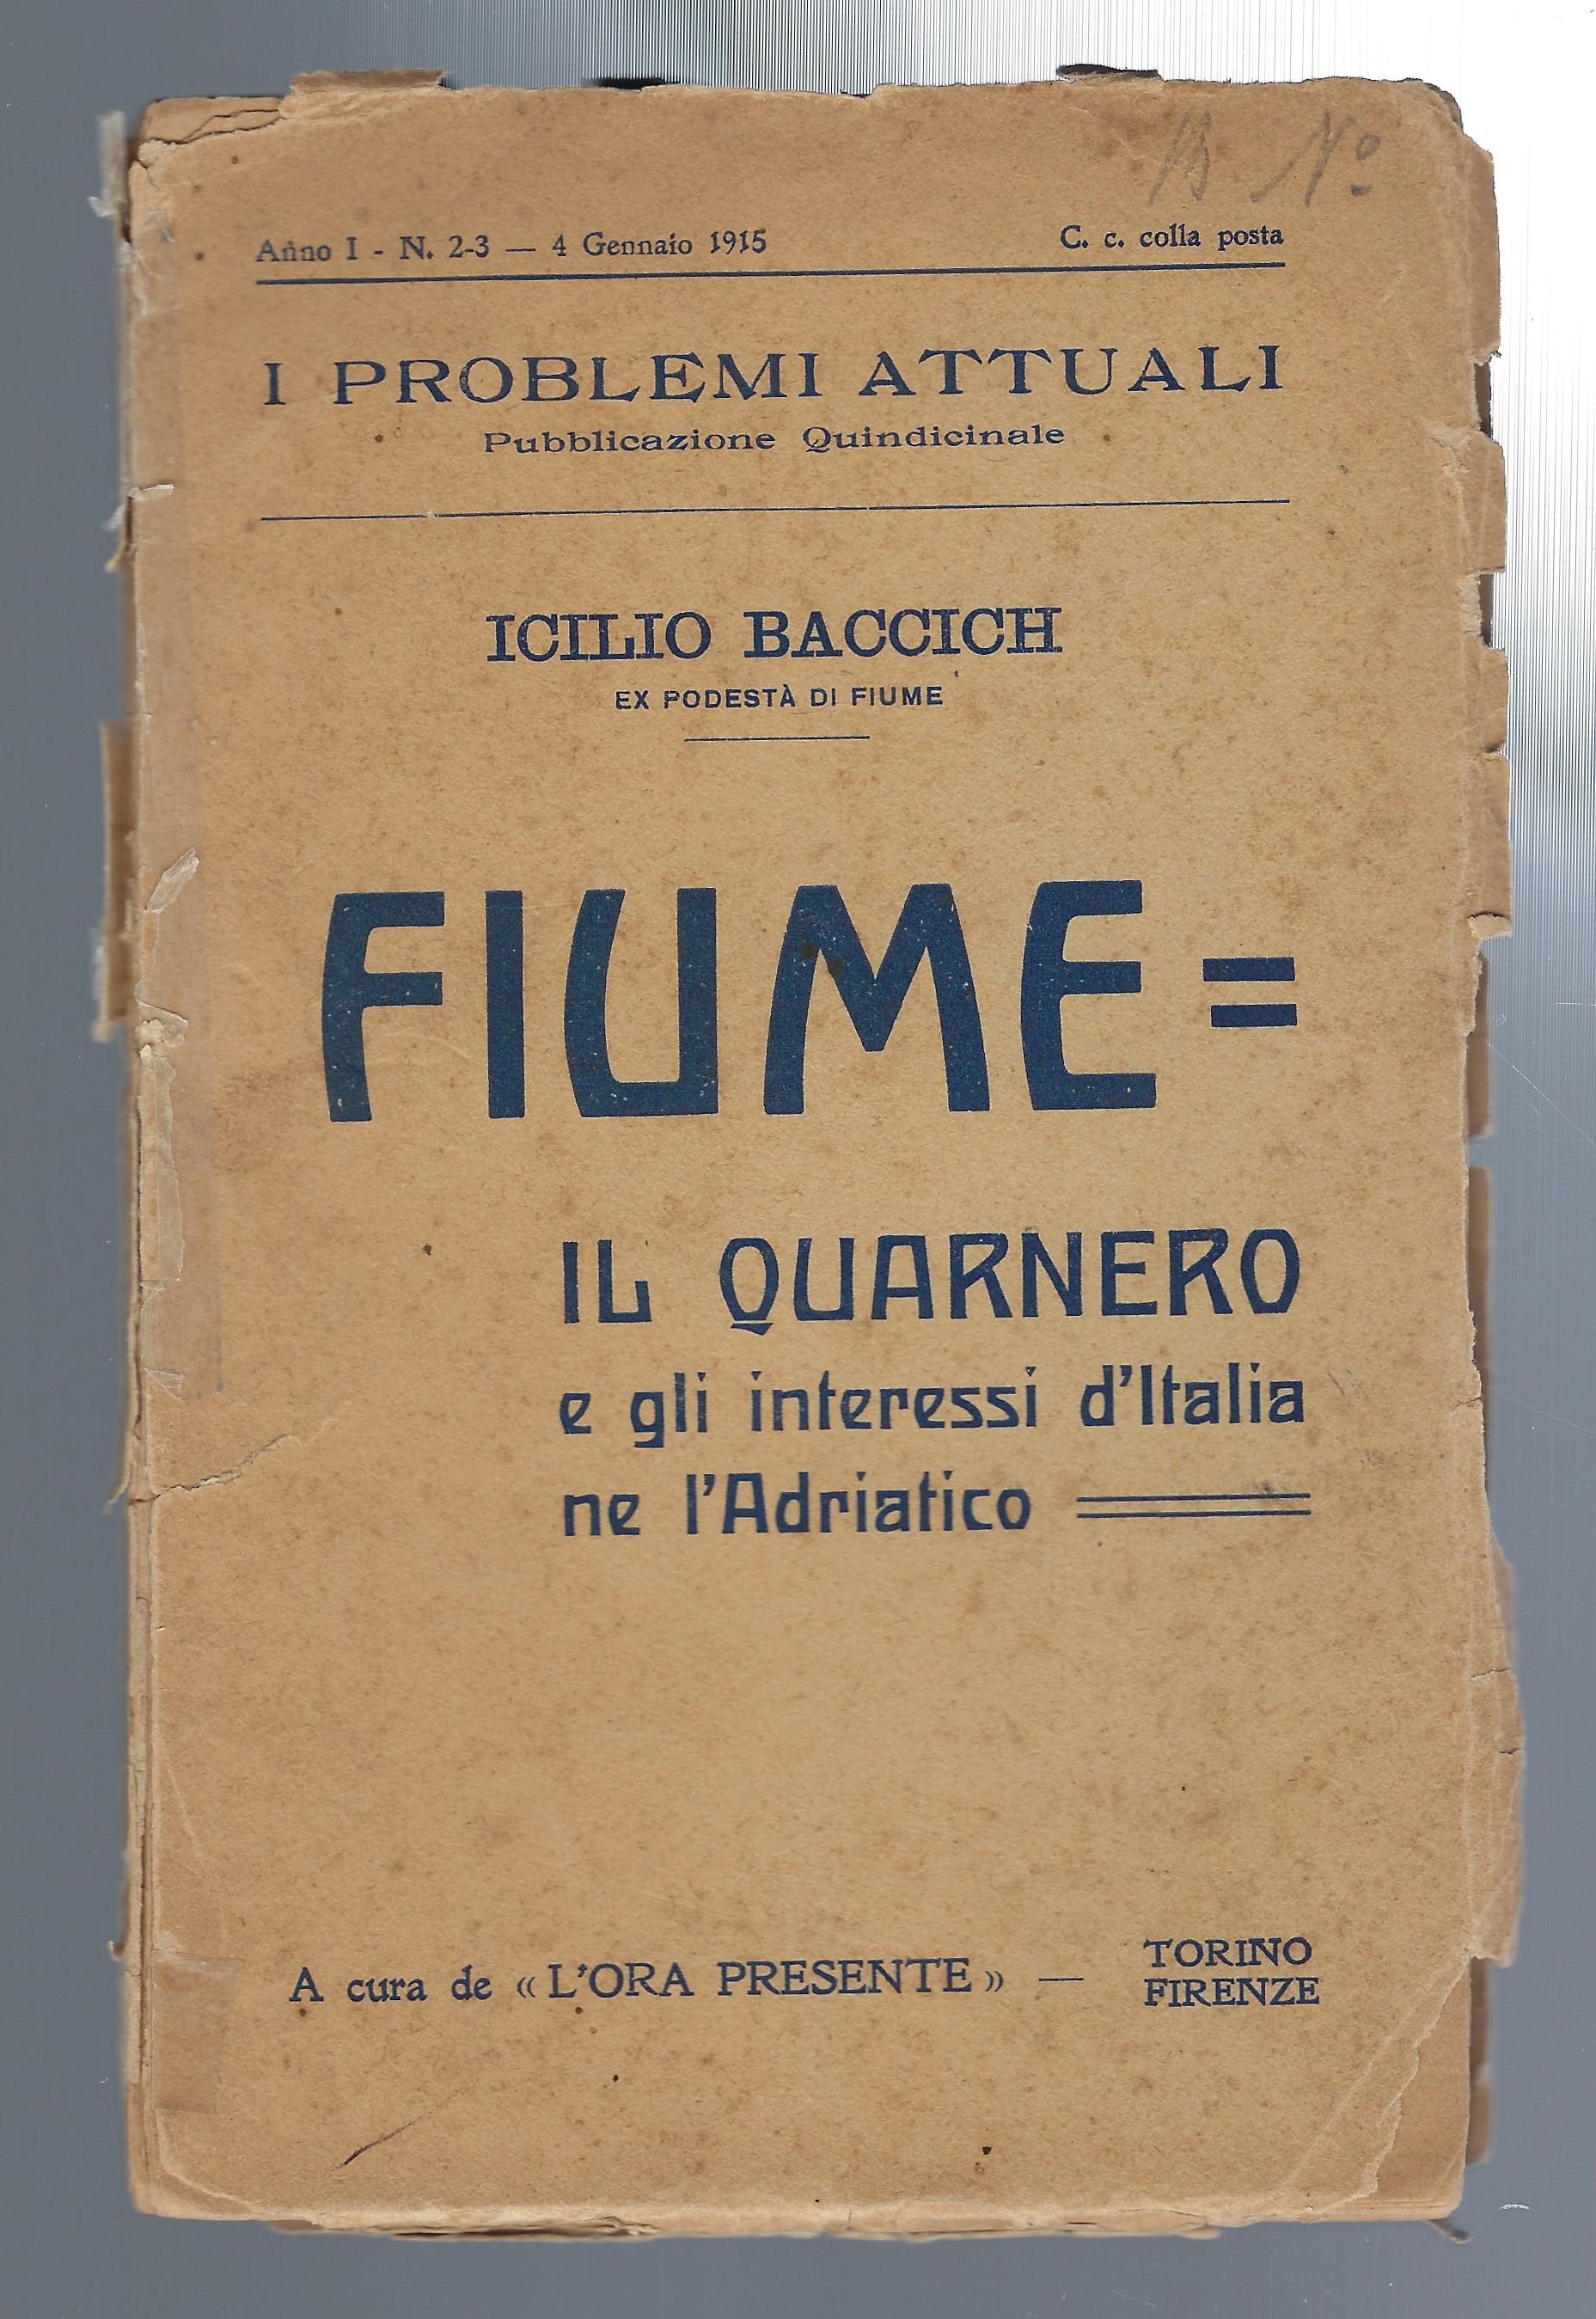 Anno I - N. 2-3 — 4 Gennaio 1915 C. c. colla posta
I PROBLEMI ATTUALI
Pubblicazione Quindicinale
ICILIO BACCICH
EX PODESTÀ DI FIUME
FIUME =
IL QUARNERO
e gli interessi d'Italia
ne l'Adriatico
A cura de « L'ORA PRESENTE » — TORINO
FIRENZE